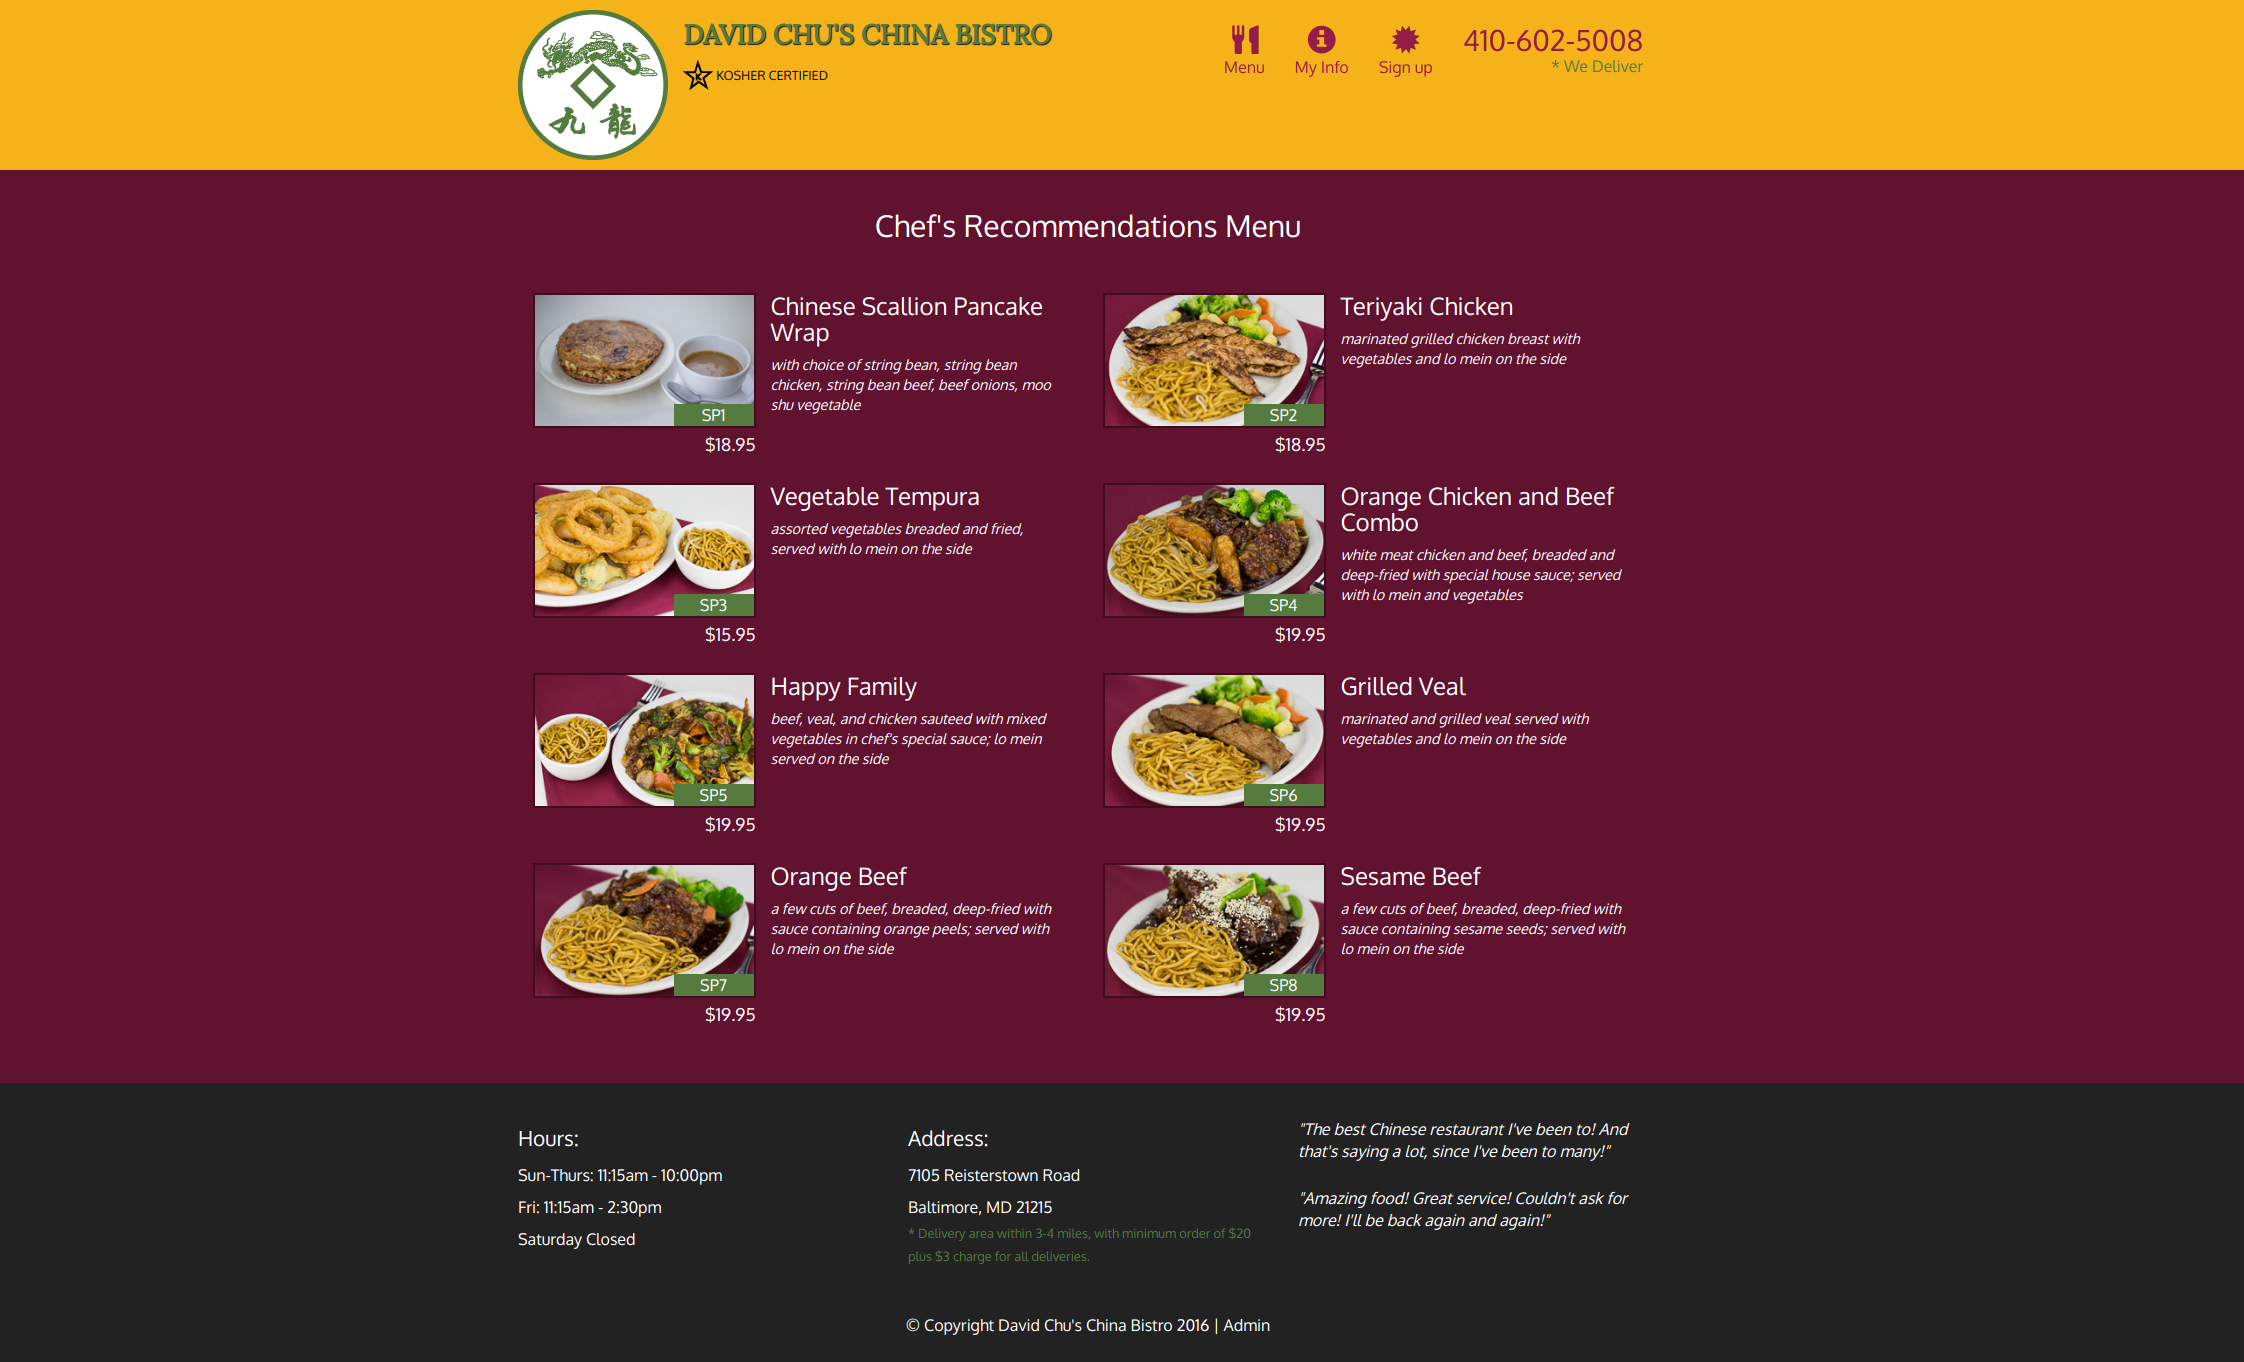 DAVID CHU'S CHINA BISTRO
KOSHER CERTIFIED
九龍
Menu
My Info
Sign up
410-602-5008
* We Deliver
Chef's Recommendations Menu
Chinese Scallion Pancake
Wrap
with choice of string bean, string bean
chicken, string bean beef, beef onions, moo
shu vegetable
SP1
$18.95
Teriyaki Chicken
marinated grilled chicken breast with
vegetables and lo mein on the side
SP2
$18.95
Vegetable Tempura
assorted vegetables breaded and fried,
served with lo mein on the side
SP3
$15.95
Orange Chicken and Beef
Combo
white meat chicken and beef, breaded and
deep-fried with special house sauce; served
with lo mein and vegetables
SP4
$19.95
Happy Family
beef, veal, and chicken sauteed with mixed
vegetables in chef's special sauce; lo mein
served on the side
SP5
$19.95
Grilled Veal
marinated and grilled veal served with
vegetables and lo mein on the side
SP6
$19.95
Orange Beef
a few cuts of beef, breaded, deep-fried with
sauce containing orange peels; served with
lo mein on the side
SP7
$19.95
Sesame Beef
a few cuts of beef, breaded, deep-fried with
sauce containing sesame seeds; served with
lo mein on the side
SP8
$19.95
Hours:
Sun-Thurs: 11:15am - 10:00pm
Fri: 11:15am - 2:30pm
Saturday Closed
Address:
7105 Reisterstown Road
Baltimore, MD 21215
* Delivery area within 3-4 miles, with minimum order of $20
plus $3 charge for all deliveries.
"The best Chinese restaurant I've been to! And
that's saying a lot, since I've been to many!"
"Amazing food! Great service! Couldn't ask for
more! I'll be back again and again!"
© Copyright David Chu's China Bistro 2016 | Admin